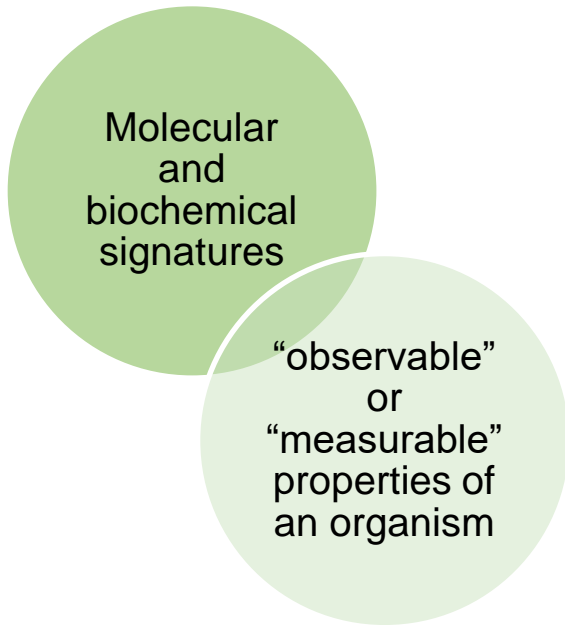 Molecular
and
biochemical
signatures
“observable”
or
“measurable”
properties of
an organism